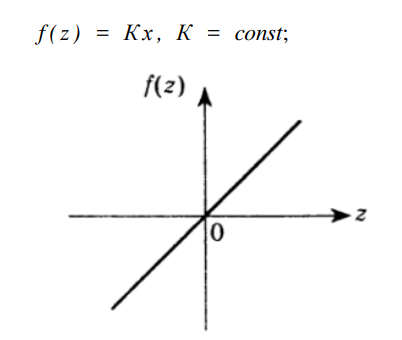 f(z) = Kx, K = const;
f(z)
z
0